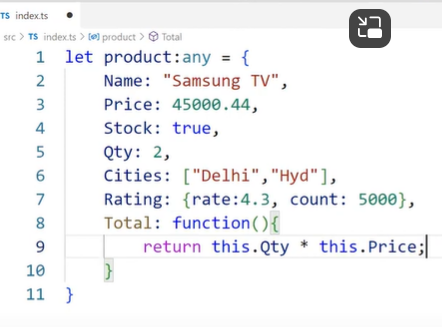 TS index.ts
src > TS index.ts > product > Total
1 let product:any = {
2     Name: "Samsung TV",
3     Price: 45000.44,
4     Stock: true,
5     Qty: 2,
6     Cities: ["Delhi","Hyd"],
7     Rating: {rate:4.3, count: 5000},
8     Total: function(){
9         return this.Qty * this.Price;
10     }
11 }